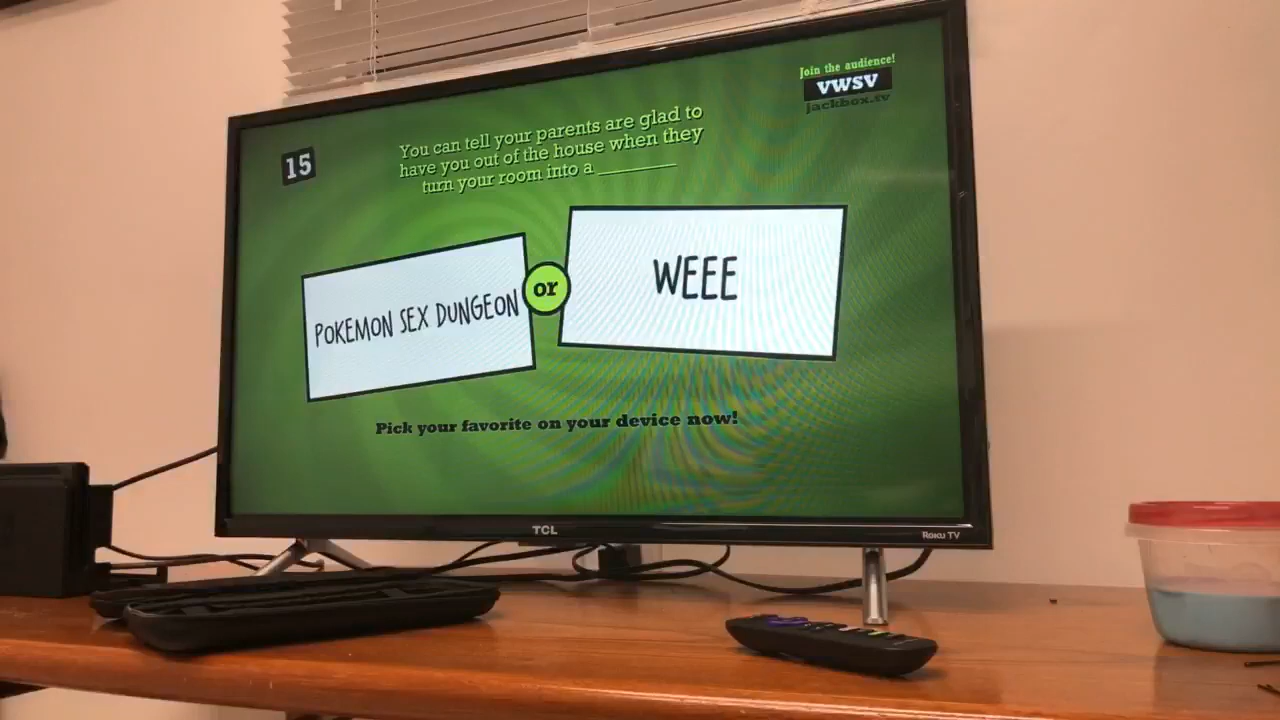 Join the audience!
VWSV
jackbox.tv
15
You can tell your parents are glad to
have you out of the house when they
turn your room into a ________
POKEMON SEX DUNGEON
or
WEEE
Pick your favorite on your device now!
TCL
Roku TV